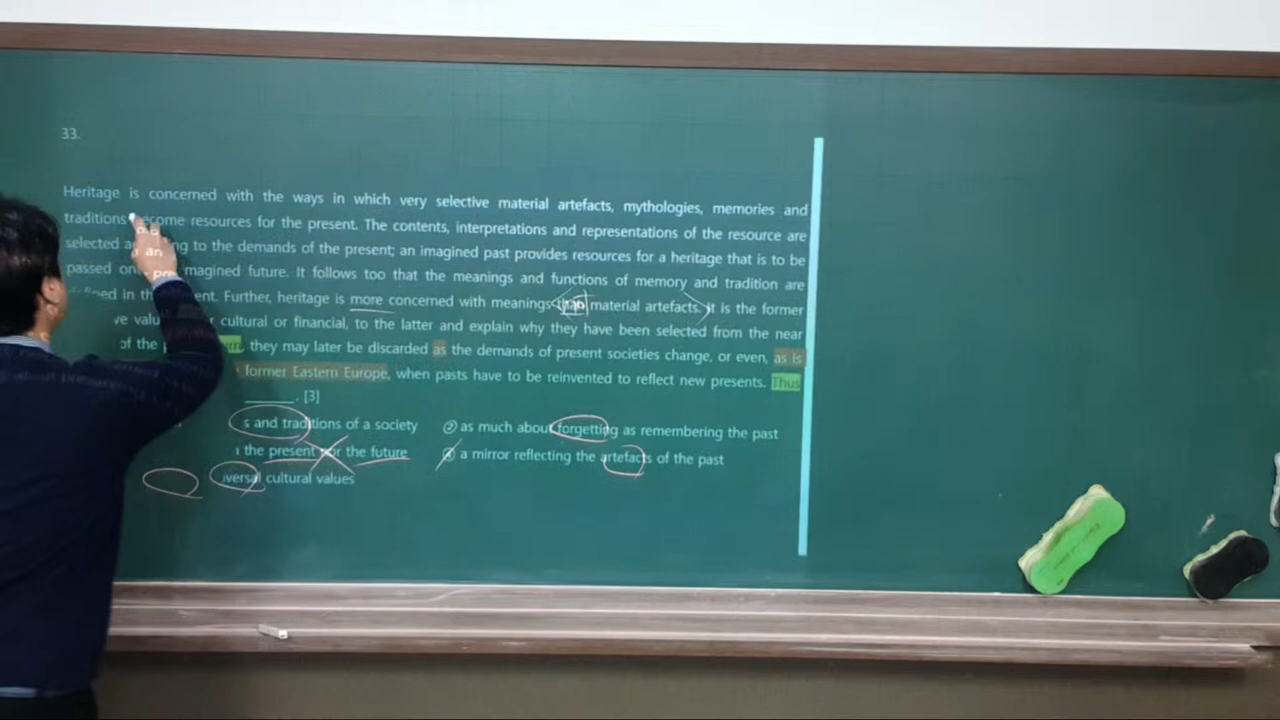 33.
Heritage is concerned with the ways in which very selective material artefacts, mythologies, memories and
traditions become resources for the present. The contents, interpretations and representations of the resource are
selected to the demands of the present; an imagined past provides resources for a heritage that is to be
passed imagined future. It follows too that the meanings and functions of memory and tradition are
in Further, heritage is more concerned with meanings than material artefacts. It is the former
cultural or financial, to the latter and explain why they have been selected from the near
of the they may later be discarded as the demands of present societies change, or even, as is
former Eastern Europe, when pasts have to be reinvented to reflect new presents. Thus
______. [3]
and traditions of a society ② as much about forgetting as remembering the past
the present for the future ④ a mirror reflecting the artefacts of the past
cultural values